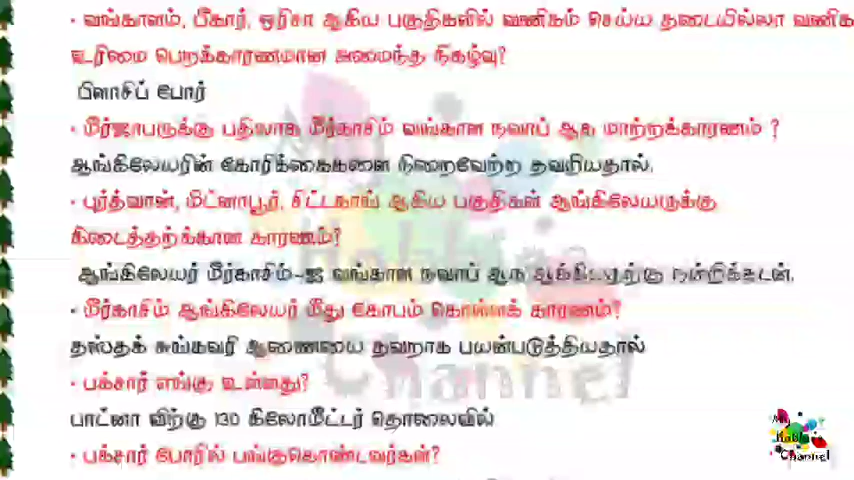 • வங்காளம், பீகார், ஒரிசா ஆகிய பகுதிகளில் வணிகம் செய்ய தடையில்லா வணிக
உரிமை பெறக்காரணமான அமைந்த நிகழ்வு?
பிளாசிப் போர்
• மீர்ஜாபருக்கு பதிலாக மீர்காசிம் வங்காள நவாப் ஆக மாற்றக்காரணம் ?
ஆங்கிலேயரின் கோரிக்கைகளை நிறைவேற்ற தவறியதால்.
• புர்த்வான், மிட்னாபூர், சிட்டகாங் ஆகிய பகுதிகள் ஆங்கிலேயருக்கு
கிடைத்தற்க்கான காரணம்?
ஆங்கிலேயர் மீர்காசிம்-ஐ வங்காள நவாப் ஆக ஆக்கியதற்கு நன்றிக்கடன்.
• மீர்காசிம் ஆங்கிலேயர் மீது கோபம் கொள்ளக் காரணம்?
தஸ்தக் சுங்கவரி ஆணையை தவறாக பயன்படுத்தியதால்
• பக்சார் எங்கு உள்ளது?
பாட்னா விற்கு 130 கிலோமீட்டர் தொலைவில்
• பக்சார் போரில் பங்குகொண்டவர்கள்?
My
Kabb
Channel